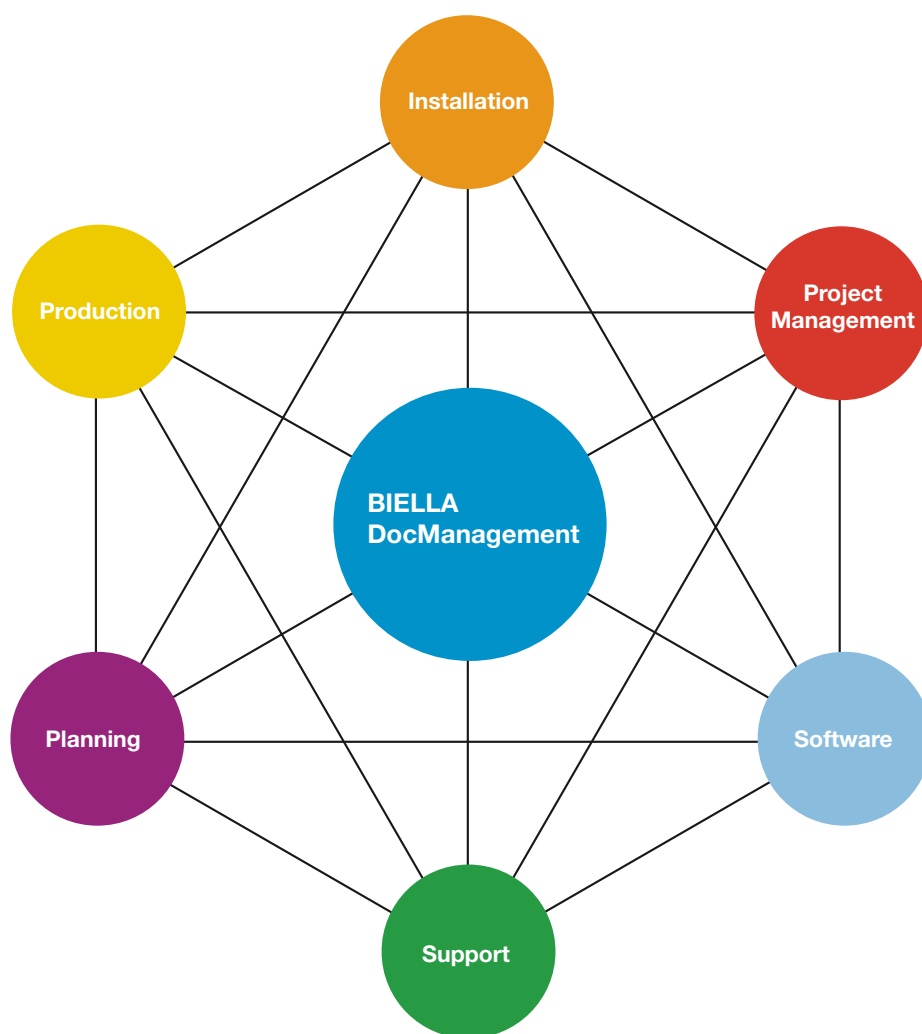 Installation
Production
Project
Management
BIELLA
DocManagement
Planning
Software
Support